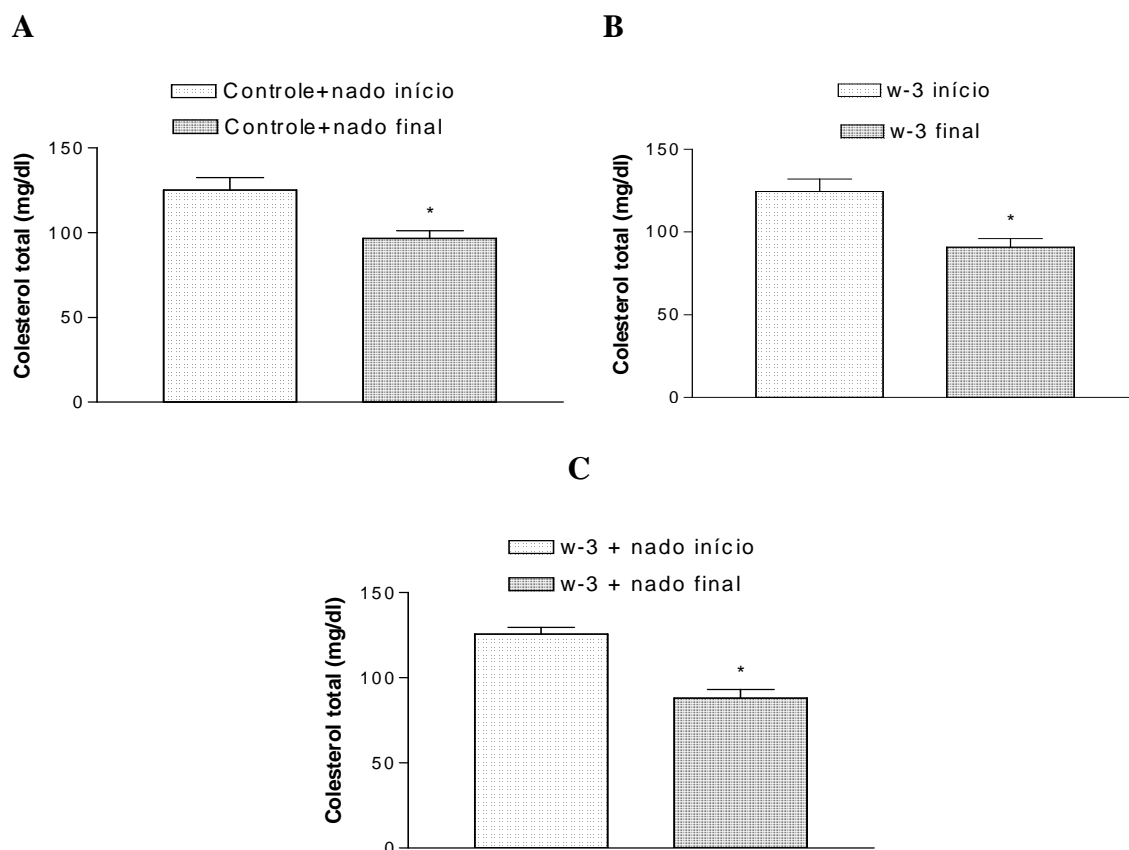 A
Controle+nado início
Controle+nado final
Colesterol total (mg/dl)
150
100
50
0
*
B
w-3 início
w-3 final
Colesterol total (mg/dl)
150
100
50
0
*
C
w-3 + nado início
w-3 + nado final
Colesterol total (mg/dl)
150
100
50
0
*